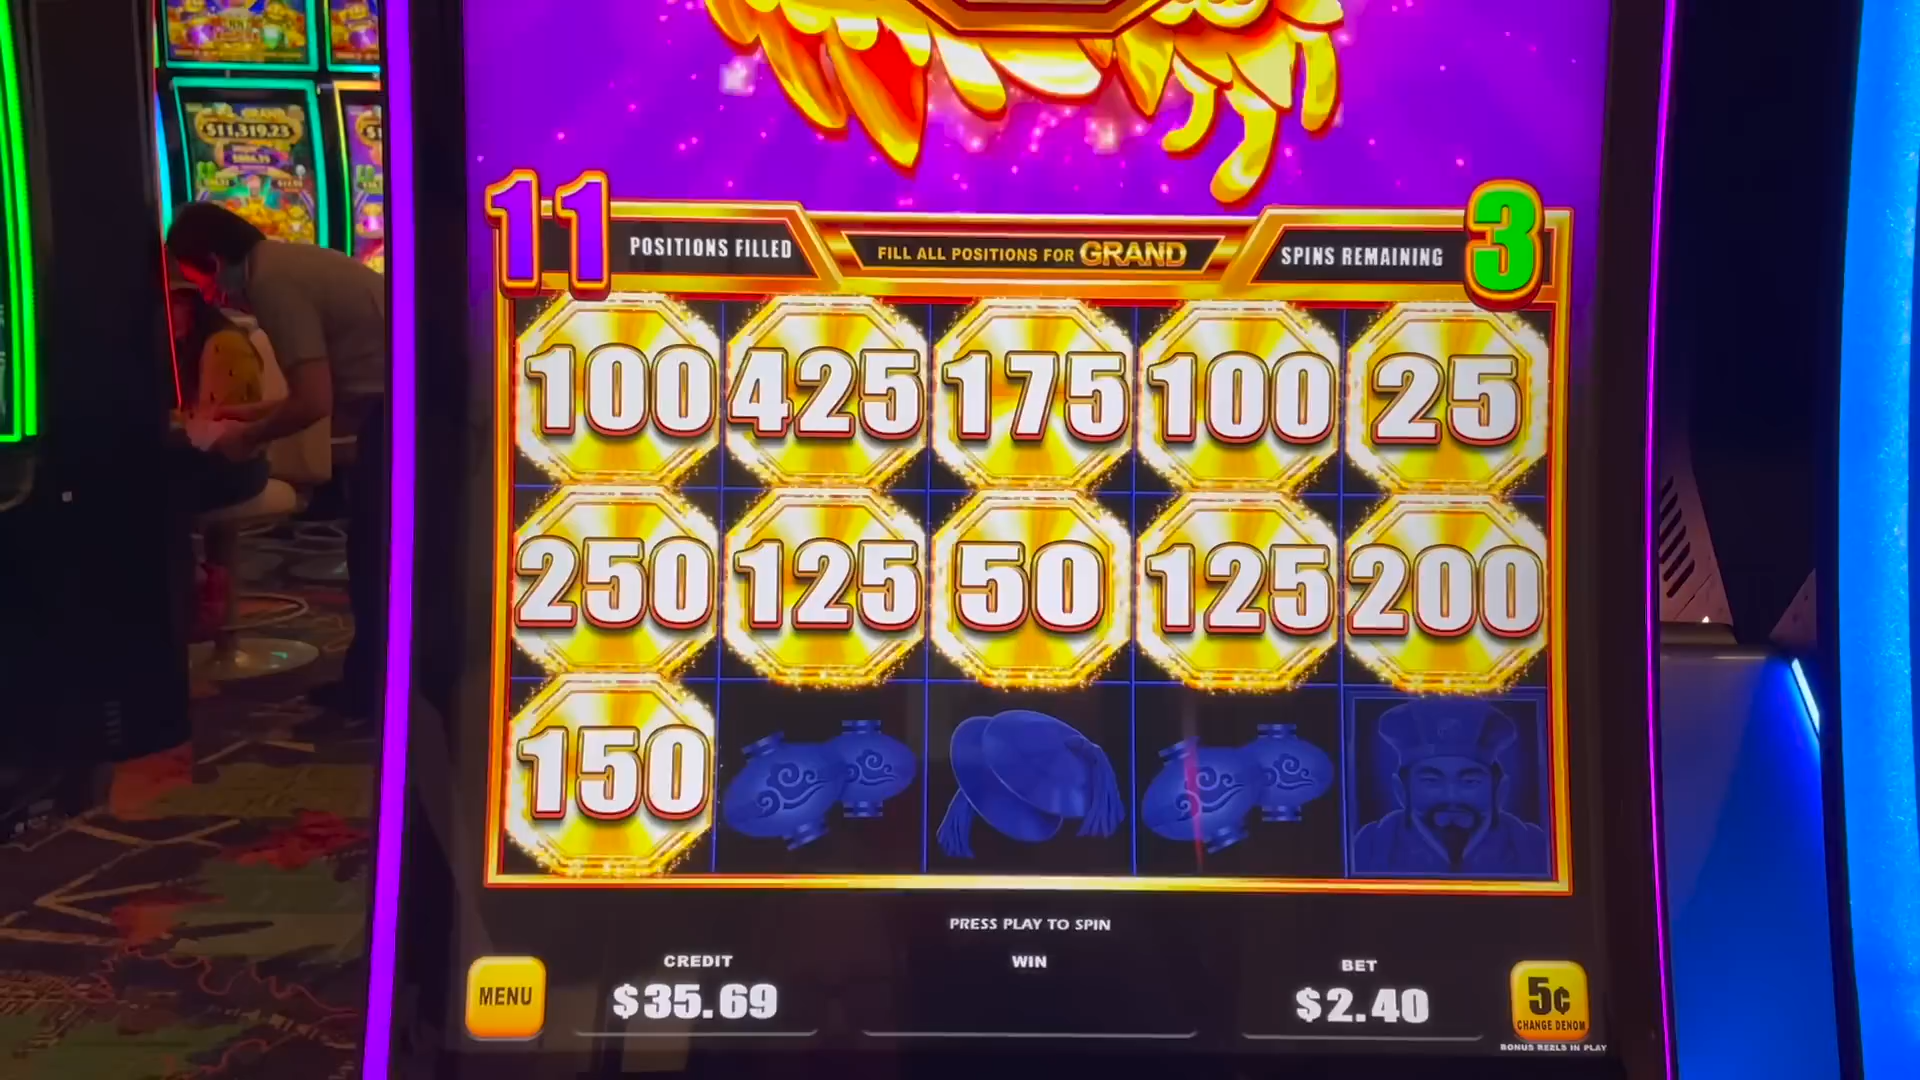 GRAND
$11,319.23
11
POSITIONS FILLED
FILL ALL POSITIONS FOR GRAND
SPINS REMAINING
3
100 425 175 100 25
250 125 50 125 200
150
PRESS PLAY TO SPIN
MENU
CREDIT
$35.69
WIN
BET
$2.40
5¢
CHANGE DENOM
BONUS REELS IN PLAY